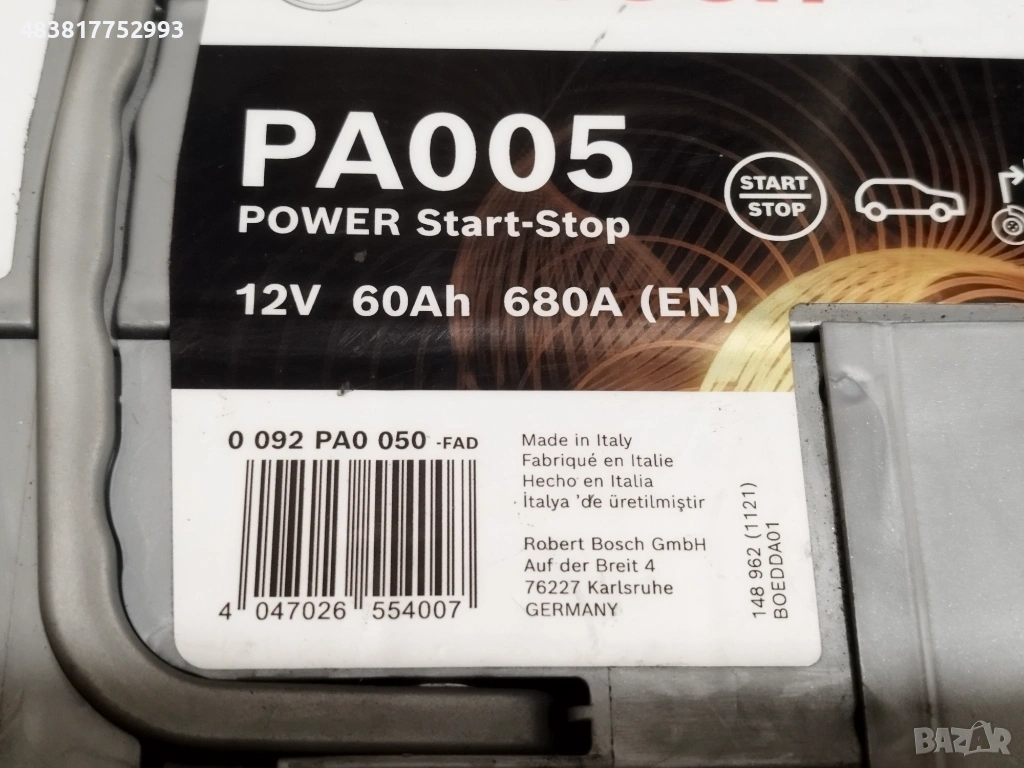 483817752993
PA005
POWER Start-Stop
START
STOP
12V 60Ah 680A (EN)
0 092 PA0 050 -FAD
4 047026 554007
Made in Italy
Fabriqué en Italie
Hecho en Italia
İtalya 'de üretilmiştir
Robert Bosch GmbH
Auf der Breit 4
76227 Karlsruhe
GERMANY
148 962 (1121)
BOEDDA01
BAZAR